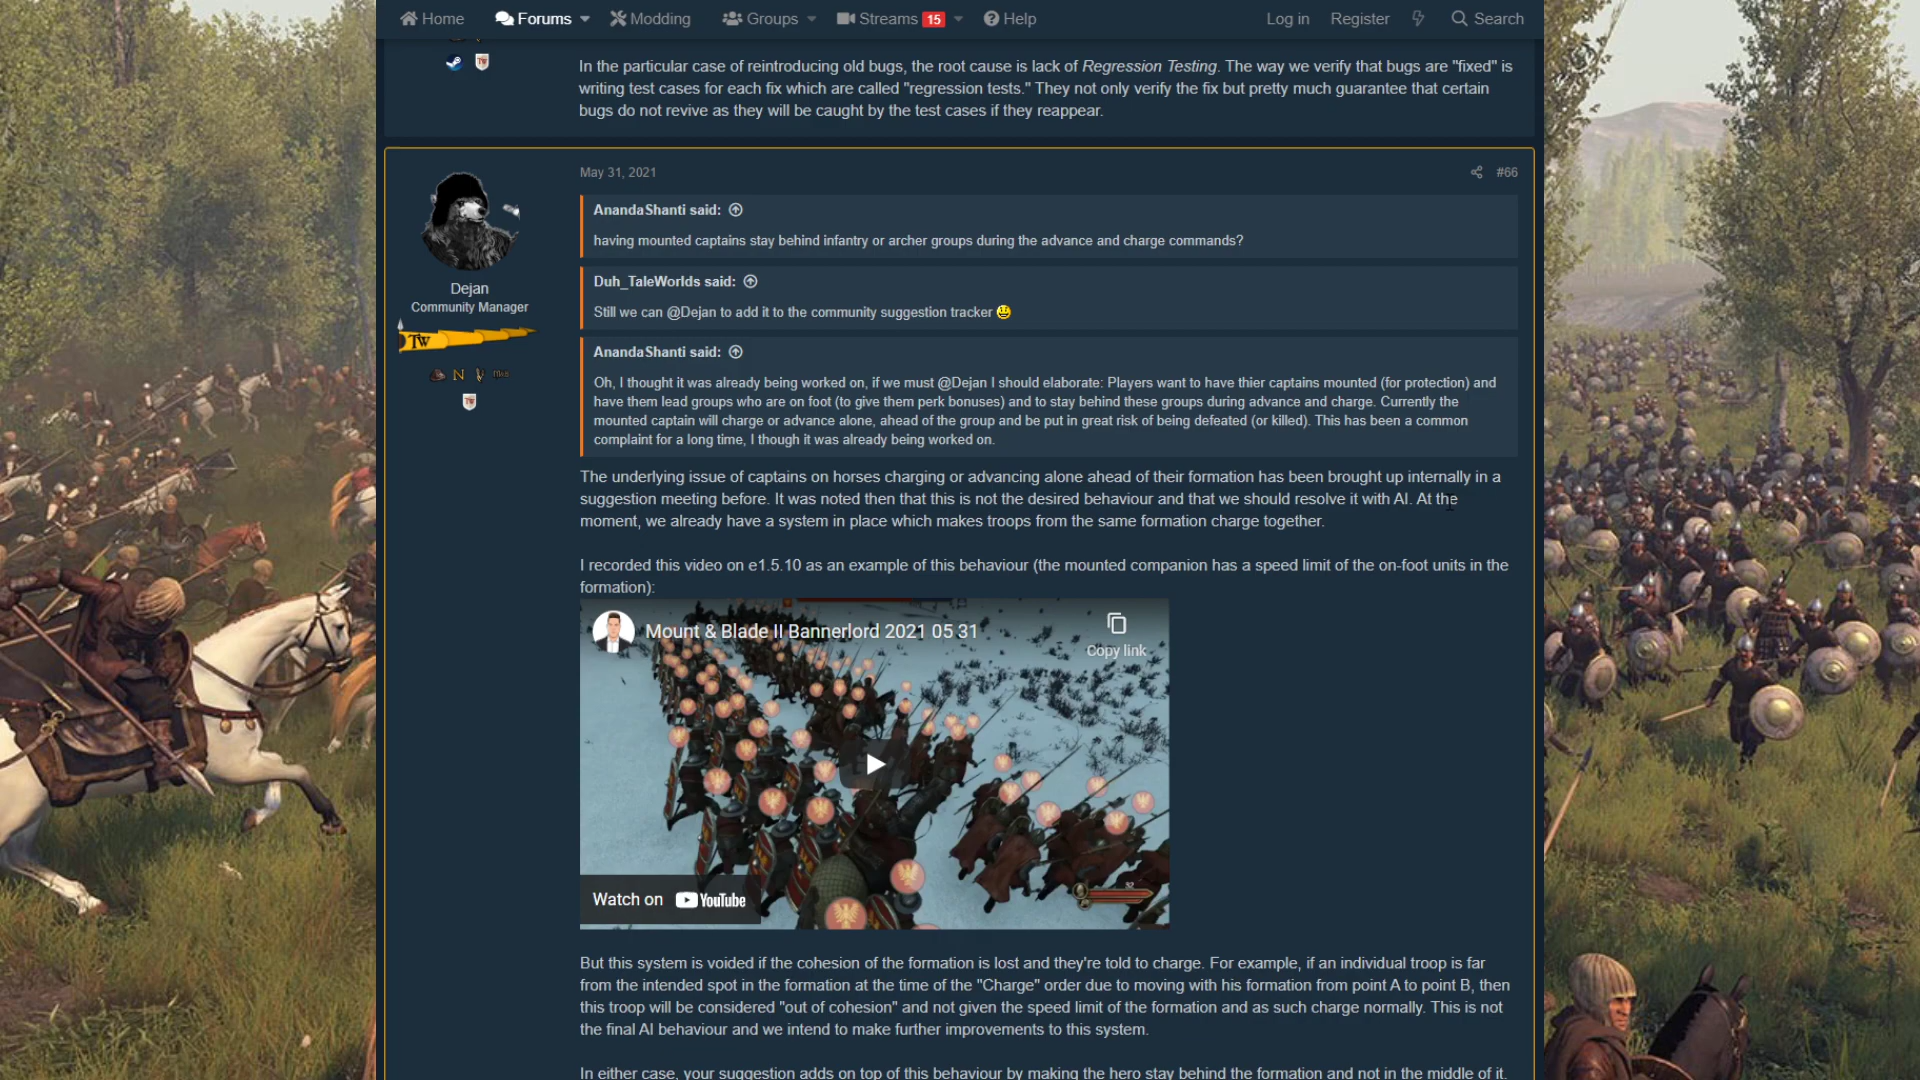 Home Forums Modding Groups Streams 15 Help Log in Register Search
In the particular case of reintroducing old bugs, the root cause is lack of Regression Testing. The way we verify that bugs are "fixed" is
writing test cases for each fix which are called "regression tests." They not only verify the fix but pretty much guarantee that certain
bugs do not revive as they will be caught by the test cases if they reappear.
May 31, 2021 #66
Dejan
Community Manager
TW
N
AnandaShanti said:
having mounted captains stay behind infantry or archer groups during the advance and charge commands?
Duh_TaleWorlds said:
Still we can @Dejan to add it to the community suggestion tracker
AnandaShanti said:
Oh, I thought it was already being worked on, if we must @Dejan I should elaborate: Players want to have thier captains mounted (for protection) and
have them lead groups who are on foot (to give them perk bonuses) and to stay behind these groups during advance and charge. Currently the
mounted captain will charge or advance alone, ahead of the group and be put in great risk of being defeated (or killed). This has been a common
complaint for a long time, I though it was already being worked on.
The underlying issue of captains on horses charging or advancing alone ahead of their formation has been brought up internally in a
suggestion meeting before. It was noted then that this is not the desired behaviour and that we should resolve it with AI. At the
moment, we already have a system in place which makes troops from the same formation charge together.
I recorded this video on e1.5.10 as an example of this behaviour (the mounted companion has a speed limit of the on-foot units in the
formation):
Mount & Blade II Bannerlord 2021 05 31
Copy link
32
Watch on YouTube
But this system is voided if the cohesion of the formation is lost and they're told to charge. For example, if an individual troop is far
from the intended spot in the formation at the time of the "Charge" order due to moving with his formation from point A to point B, then
this troop will be considered "out of cohesion" and not given the speed limit of the formation and as such charge normally. This is not
the final AI behaviour and we intend to make further improvements to this system.
In either case, your suggestion adds on top of this behaviour by making the hero stay behind the formation and not in the middle of it.